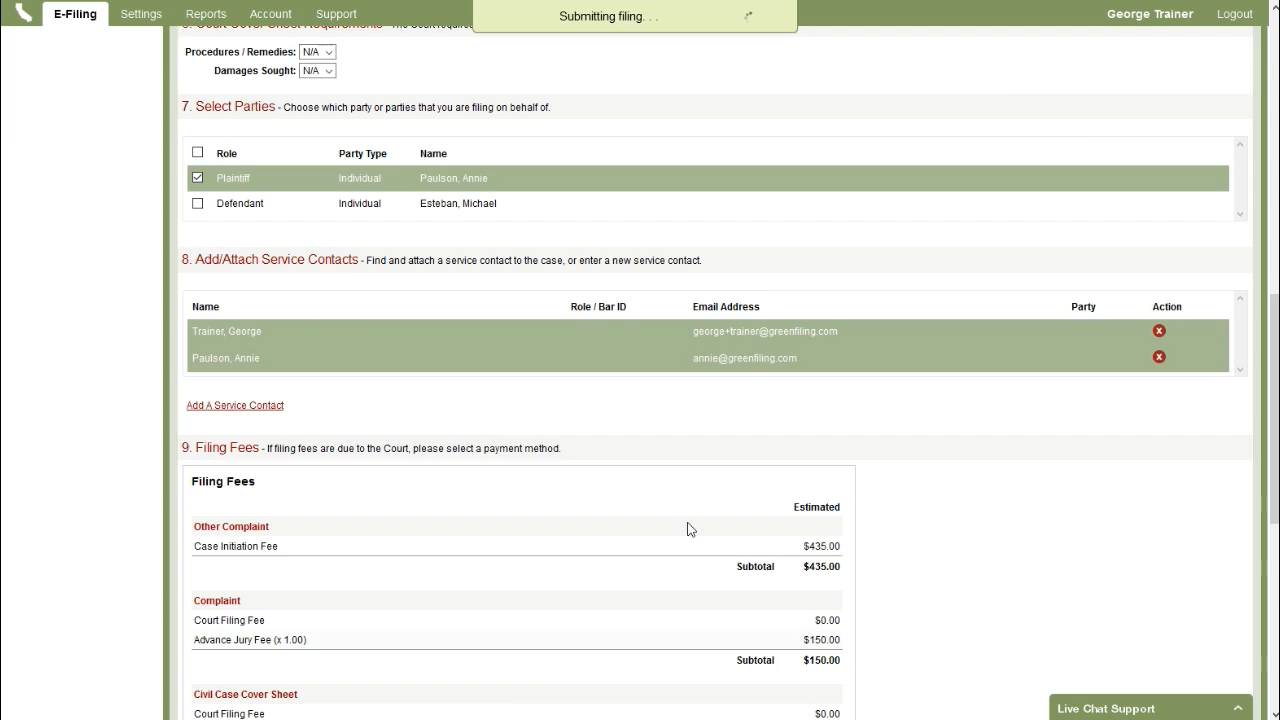 E-Filing Settings Reports Account Support Submitting filing. . . George Trainer Logout
Procedures / Remedies: N/A
Damages Sought: N/A
7. Select Parties - Choose which party or parties that you are filing on behalf of.
Role Party Type Name
Plaintiff Individual Paulson, Annie
Defendant Individual Esteban, Michael
8. Add/Attach Service Contacts - Find and attach a service contact to the case, or enter a new service contact.
Name Role / Bar ID Email Address Party Action
Trainer, George george+trainer@greenfiling.com
Paulson, Annie annie@greenfiling.com
Add A Service Contact
9. Filing Fees - If filing fees are due to the Court, please select a payment method.
Filing Fees
Estimated
Other Complaint
Case Initiation Fee $435.00
Subtotal $435.00
Complaint
Court Filing Fee $0.00
Advance Jury Fee (x 1.00) $150.00
Subtotal $150.00
Civil Case Cover Sheet
Court Filing Fee $0.00
Live Chat Support